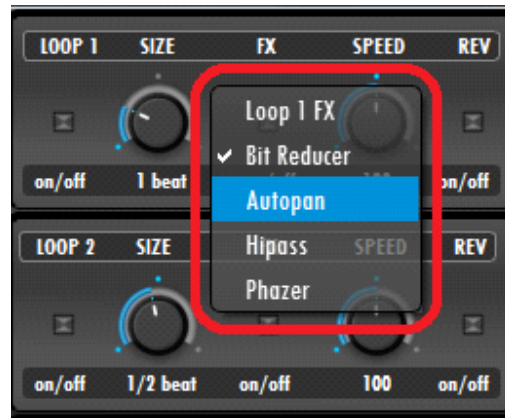 LOOP 1 SIZE FX SPEED REV
Loop 1 FX
Bit Reducer
on/off 1 beat on/off
Autopan
LOOP 2 SIZE Hipass SPEED REV
Phazer
on/off 1/2 beat on/off 100 on/off